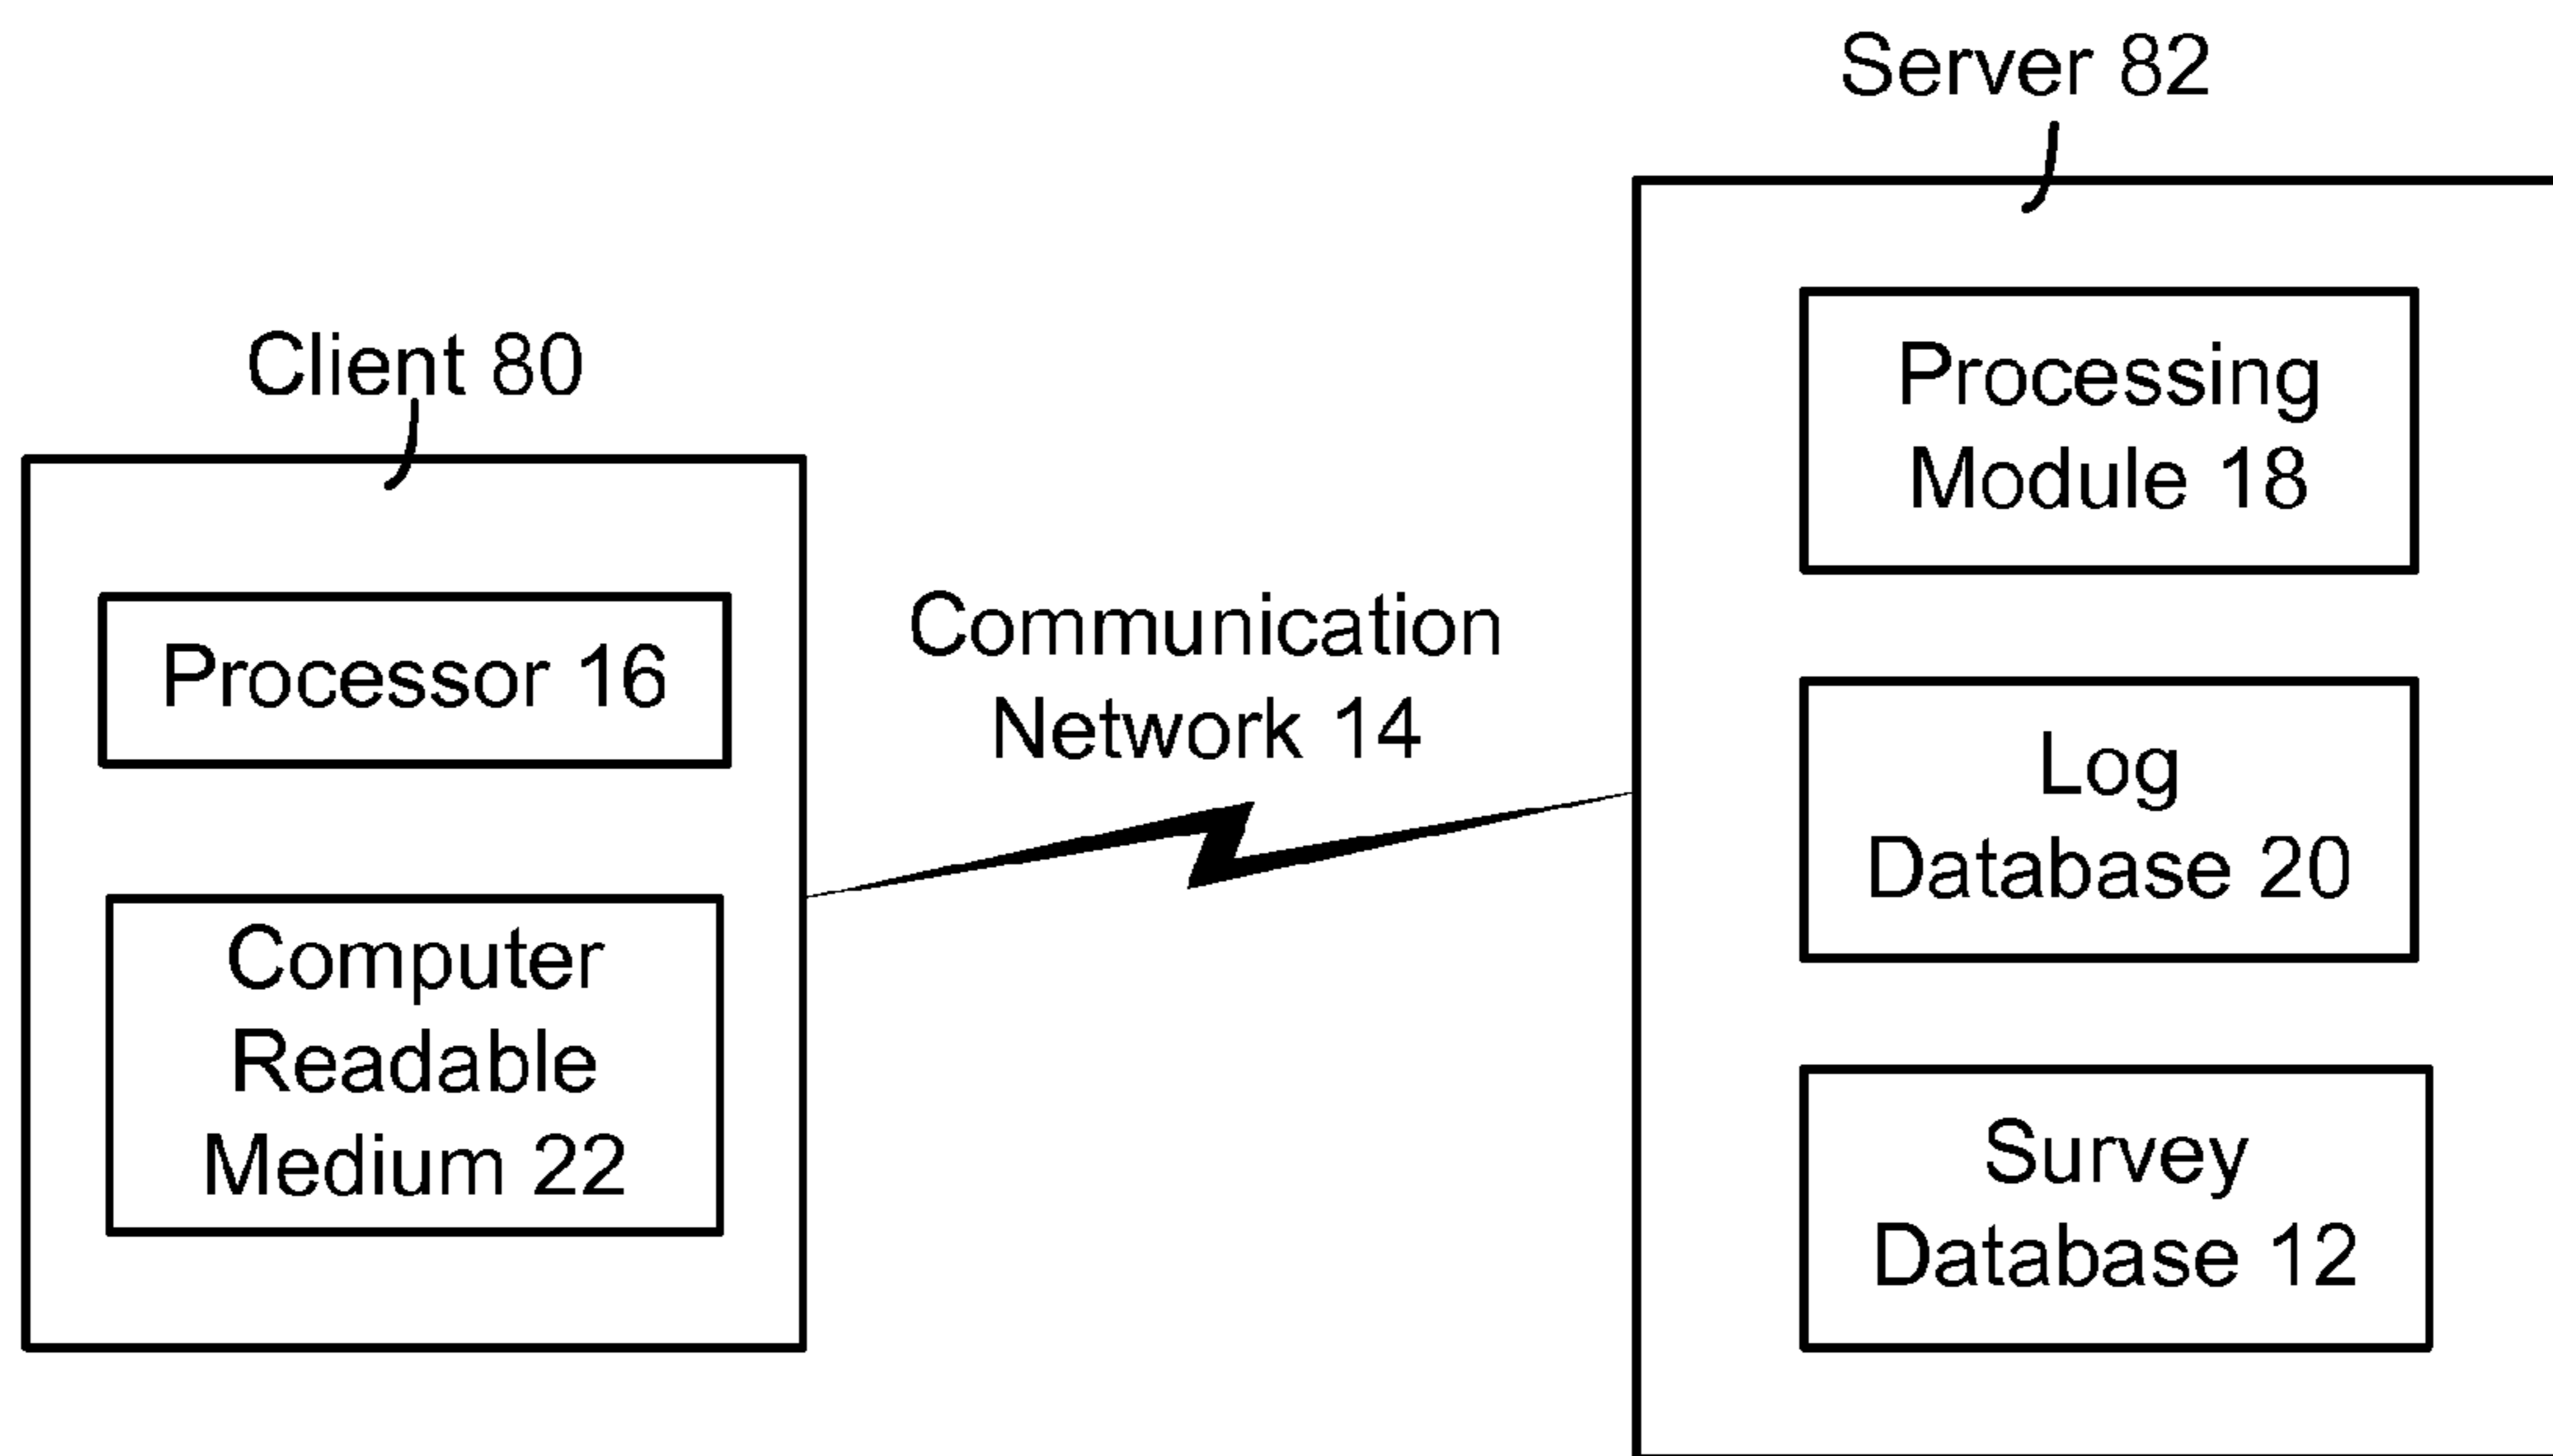 Server 82
Client 80
Processing
Module 18
Processor 16
Communication
Network 14
Log
Database 20
Computer
Readable
Medium 22
Survey
Database 12